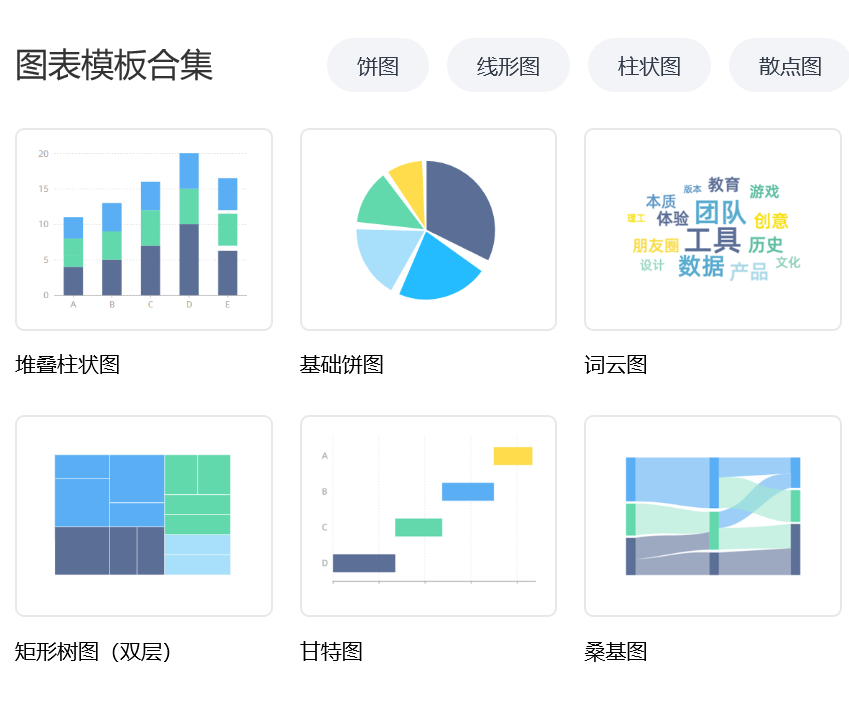 图表模板合集
饼图
线形图
柱状图
散点图
20
15
10
5
0
A B C D E
版本 教育 游戏
本质
理工 体验 团队 创意
朋友圈 工具 历史
设计 数据 产品 文化
堆叠柱状图
基础饼图
词云图
A
B
C
D
矩形树图（双层）
甘特图
桑基图